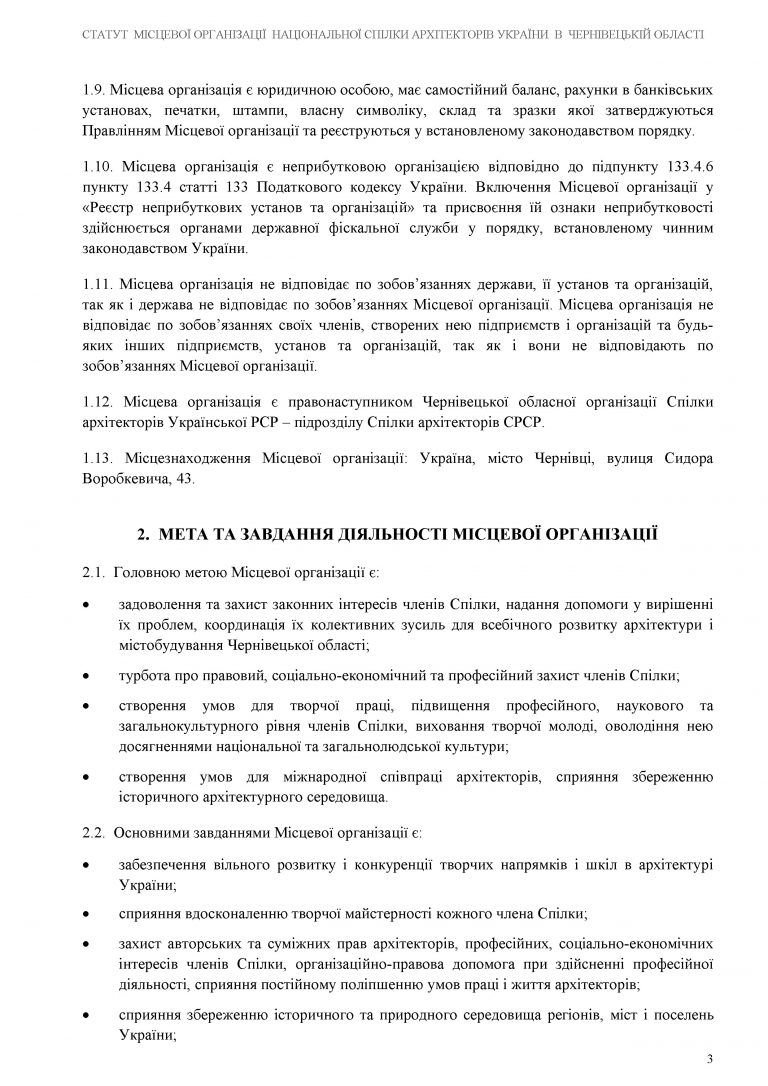 СТАТУТ МІСЦЕВОЇ ОРГАНІЗАЦІЇ НАЦІОНАЛЬНОЇ СПІЛКИ АРХІТЕКТОРІВ УКРАЇНИ В ЧЕРНІВЕЦЬКІЙ ОБЛАСТІ
1.9. Місцева організація є юридичною особою, має самостійний баланс, рахунки в банківських
установах, печатки, штампи, власну символіку, склад та зразки якої затверджуються
Правлінням Місцевої організації та реєструються у встановленому законодавством порядку.
1.10. Місцева організація є неприбутковою організацією відповідно до підпункту 133.4.6
пункту 133.4 статті 133 Податкового кодексу України. Включення Місцевої організації у
«Реєстр неприбуткових установ та організацій» та присвоєння їй ознаки неприбутковості
здійснюється органами державної фіскальної служби у порядку, встановленому чинним
законодавством України.
1.11. Місцева організація не відповідає по зобов’язаннях держави, її установ та організацій,
так як і держава не відповідає по зобов’язаннях Місцевої організації. Місцева організація не
відповідає по зобов’язаннях своїх членів, створених нею підприємств і організацій та будь-
яких інших підприємств, установ та організацій, так як і вони не відповідають по
зобов’язаннях Місцевої організації.
1.12. Місцева організація є правонаступником Чернівецької обласної організації Спілки
архітекторів Української РСР – підрозділу Спілки архітекторів СРСР.
1.13. Місцезнаходження Місцевої організації: Україна, місто Чернівці, вулиця Сидора
Воробкевича, 43.
2. МЕТА ТА ЗАВДАННЯ ДІЯЛЬНОСТІ МІСЦЕВОЇ ОРГАНІЗАЦІЇ
2.1. Головною метою Місцевої організації є:
• задоволення та захист законних інтересів членів Спілки, надання допомоги у вирішенні
їх проблем, координація їх колективних зусиль для всебічного розвитку архітектури і
містобудування Чернівецької області;
• турбота про правовий, соціально-економічний та професійний захист членів Спілки;
• створення умов для творчої праці, підвищення професійного, наукового та
загальнокультурного рівня членів Спілки, виховання творчої молоді, оволодіння нею
досягненнями національної та загальнолюдської культури;
• створення умов для міжнародної співпраці архітекторів, сприяння збереженню
історичного архітектурного середовища.
2.2. Основними завданнями Місцевої організації є:
• забезпечення вільного розвитку і конкуренції творчих напрямків і шкіл в архітектурі
України;
• сприяння вдосконаленню творчої майстерності кожного члена Спілки;
• захист авторських та суміжних прав архітекторів, професійних, соціально-економічних
інтересів членів Спілки, організаційно-правова допомога при здійсненні професійної
діяльності, сприяння постійному поліпшенню умов праці і життя архітекторів;
• сприяння збереженню історичного та природного середовища регіонів, міст і поселень
України;
3